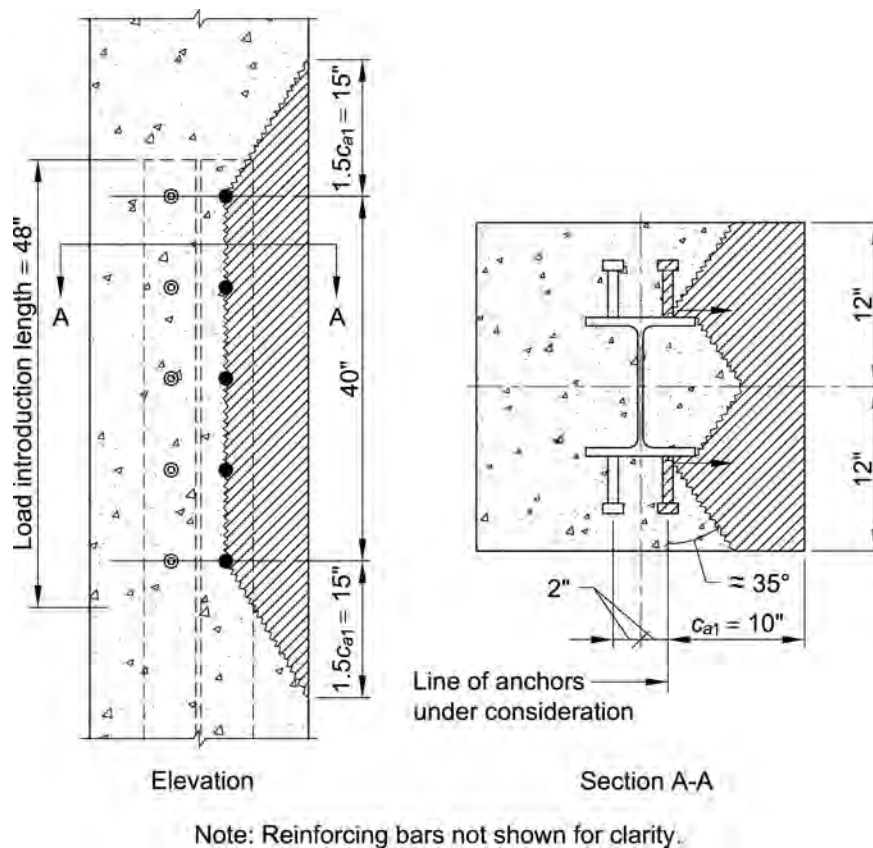 1.5ca1 = 15"
Load introduction length = 48"
A
A
40"
1.5ca1 = 15"
12"
12"
≈ 35°
2"
ca1 = 10"
Line of anchors
under consideration
Elevation
Section A-A
Note: Reinforcing bars not shown for clarity.